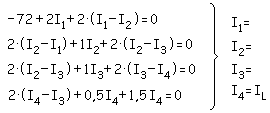 -72+2I₁+2·(I₁-I₂)=0 I₁=
2·(I₂-I₁)+1I₂+2·(I₂-I₃)=0 I₂=
2·(I₃-I₂)+1I₃+2·(I₃-I₄)=0 I₃=
2·(I₄-I₃)+0,5I₄+1,5I₄=0 I₄=I_L